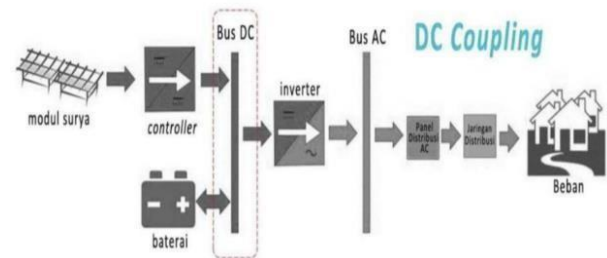 Bus DC
Bus AC
DC Coupling
modul surya
controller
inverter
Panel
Distribusi
AC
Jaringan
Distribusi
Beban
baterai